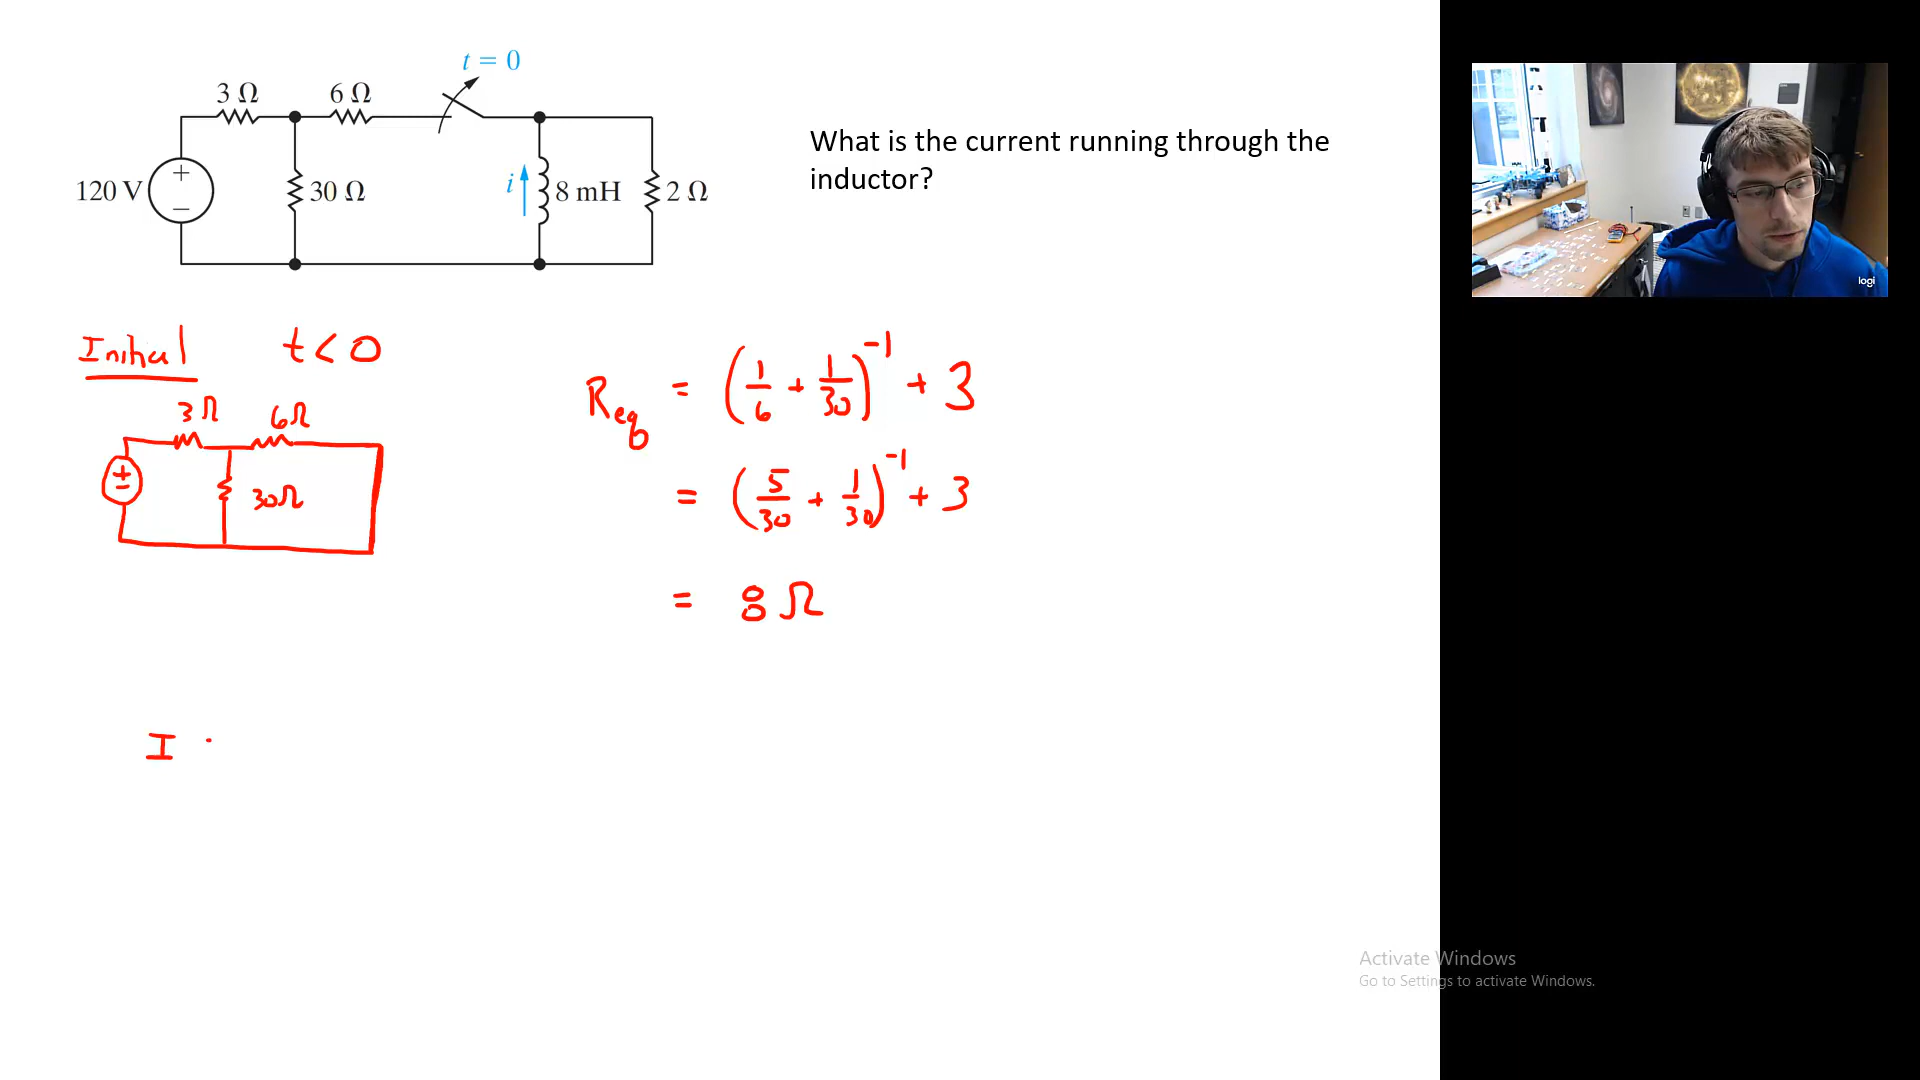 t = 0
3 Ω 6 Ω
120 V + − 30 Ω i 8 mH 2 Ω
What is the current running through the
inductor?
logi
Initial t < 0
3Ω 6Ω
± 30Ω
Req = (1/6 + 1/30)^-1 + 3
= (5/30 + 1/30)^-1 + 3
= 8 Ω
I
Activate Windows
Go to Settings to activate Windows.